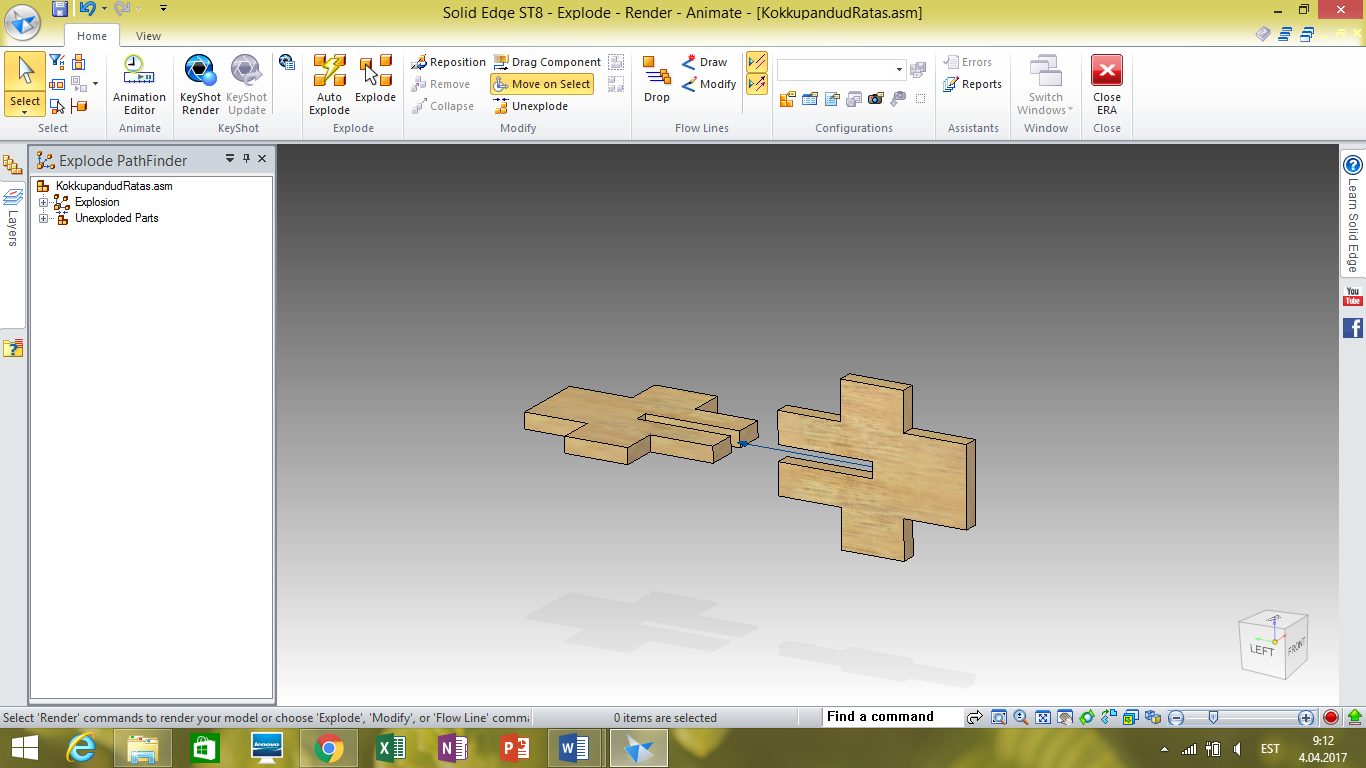 Solid Edge ST8 - Explode - Render - Animate - [KokkupandudRatas.asm]
Home View
Select
Select
Animation Editor
Animate
KeyShot Render
KeyShot Update
KeyShot
Auto Explode
Explode
Explode
Reposition
Remove
Collapse
Drag Component
Move on Select
Unexplode
Modify
Drop
Draw
Modify
Flow Lines
Configurations
Errors
Reports
Assistants
Switch Windows
Window
Close ERA
Close
Explode PathFinder
KokkupandudRatas.asm
Explosion
Unexploded Parts
Layers
Learn Solid Edge
You Tube
TOP
LEFT
FRONT
Select 'Render' commands to render your model or choose 'Explode', 'Modify', or 'Flow Line' comma
0 items are selected
Find a command
lenovo
EST
9:12
4.04.2017